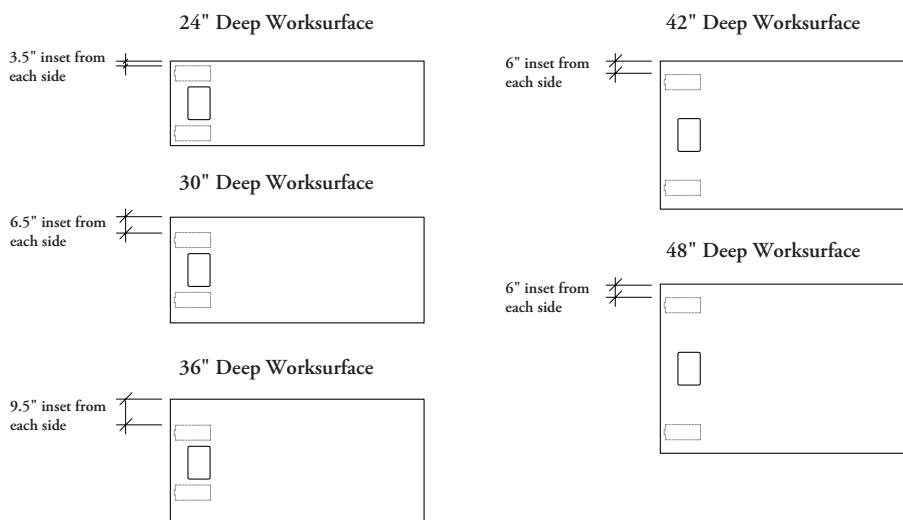 24" Deep Worksurface
3.5" inset from
each side
30" Deep Worksurface
6.5" inset from
each side
36" Deep Worksurface
9.5" inset from
each side
42" Deep Worksurface
6" inset from
each side
48" Deep Worksurface
6" inset from
each side